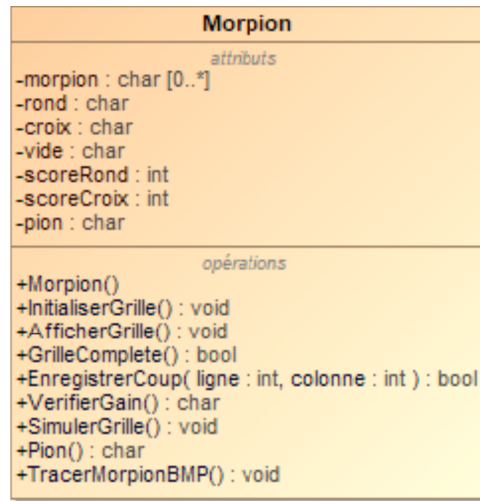 Morpion
attributs
-morpion : char [0..*]
-rond : char
-croix : char
-vide : char
-scoreRond : int
-scoreCroix : int
-pion : char
opérations
+Morpion()
+InitialiserGrille() : void
+AfficherGrille() : void
+GrilleComplete() : bool
+EnregistrerCoup( ligne : int, colonne : int ) : bool
+VerifierGain() : char
+SimulerGrille() : void
+Pion() : char
+TracerMorpionBMP() : void